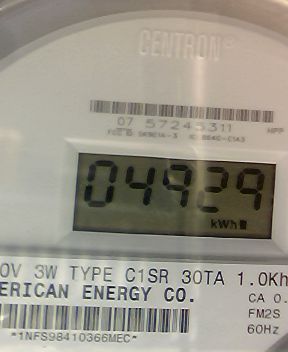 CENTRON®
07 57245311
HPP
04929
kWh
0V 3W TYPE C1SR 30TA 1.0Kh
ERICAN ENERGY CO.
CA 0.
FM2S
60Hz
*1NFS98410366MEC*